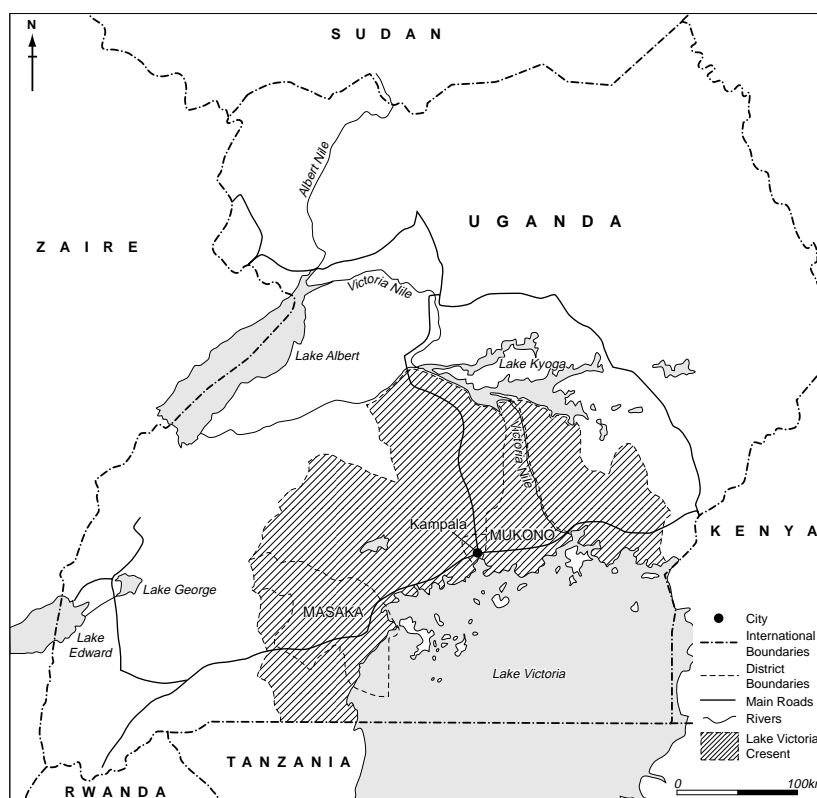 N
SUDAN
Albert Nile
UGANDA
ZAIRE
Victoria Nile
Lake Albert
Lake Kyoga
Victoria Nile
Kampala
MUKONO
KENYA
Lake George
MASAKA
Lake
Edward
Lake Victoria
City
International
Boundaries
District
Boundaries
Main Roads
Rivers
Lake Victoria
Cresent
TANZANIA
RWANDA
0 100km